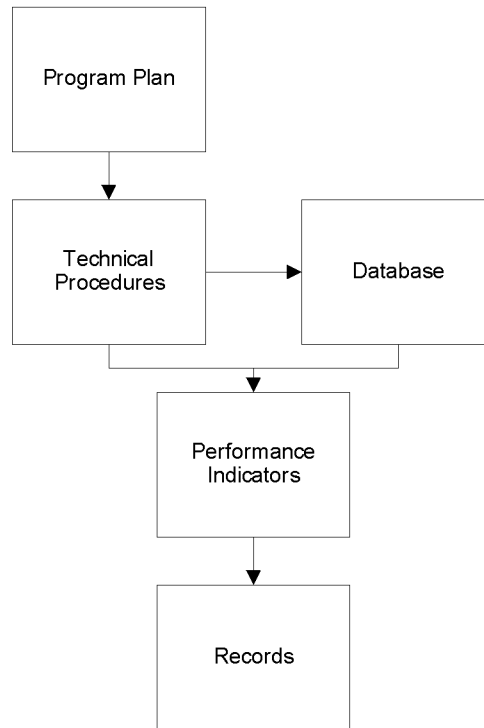 Program Plan
Technical
Procedures
Database
Performance
Indicators
Records